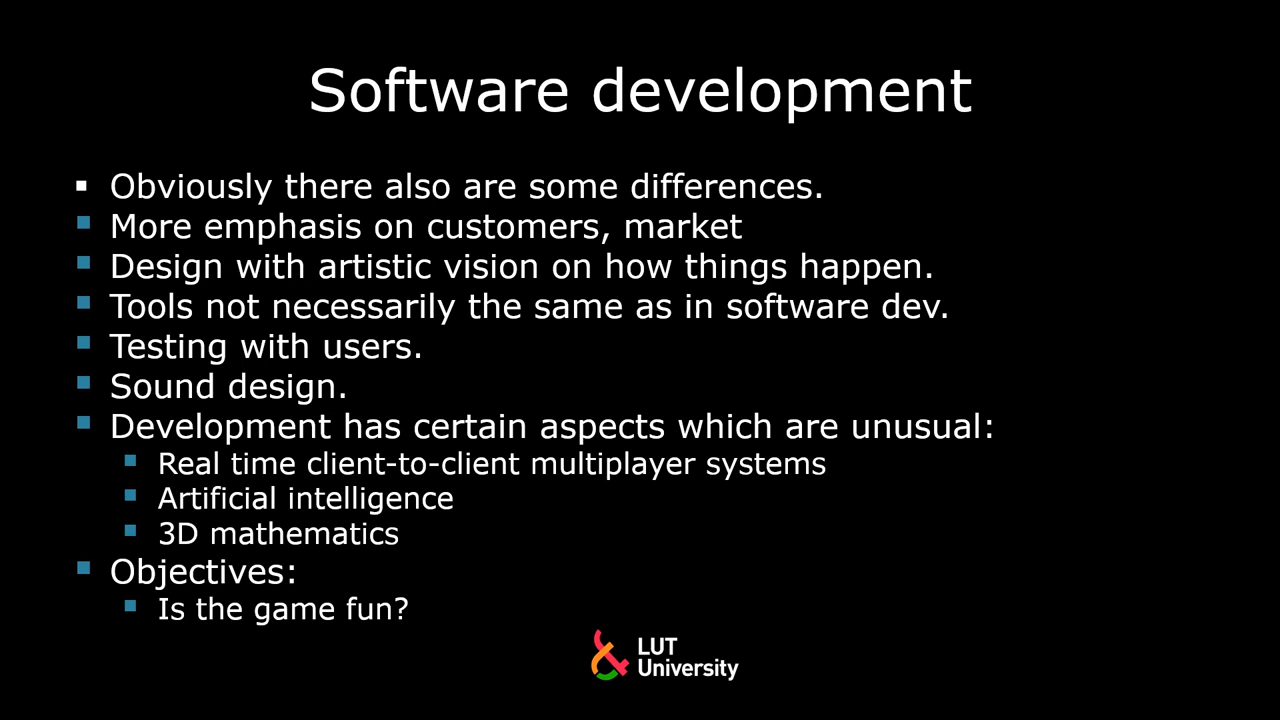 Software development
Obviously there also are some differences.
More emphasis on customers, market
Design with artistic vision on how things happen.
Tools not necessarily the same as in software dev.
Testing with users.
Sound design.
Development has certain aspects which are unusual:
Real time client-to-client multiplayer systems
Artificial intelligence
3D mathematics
Objectives:
Is the game fun?
LUT
University